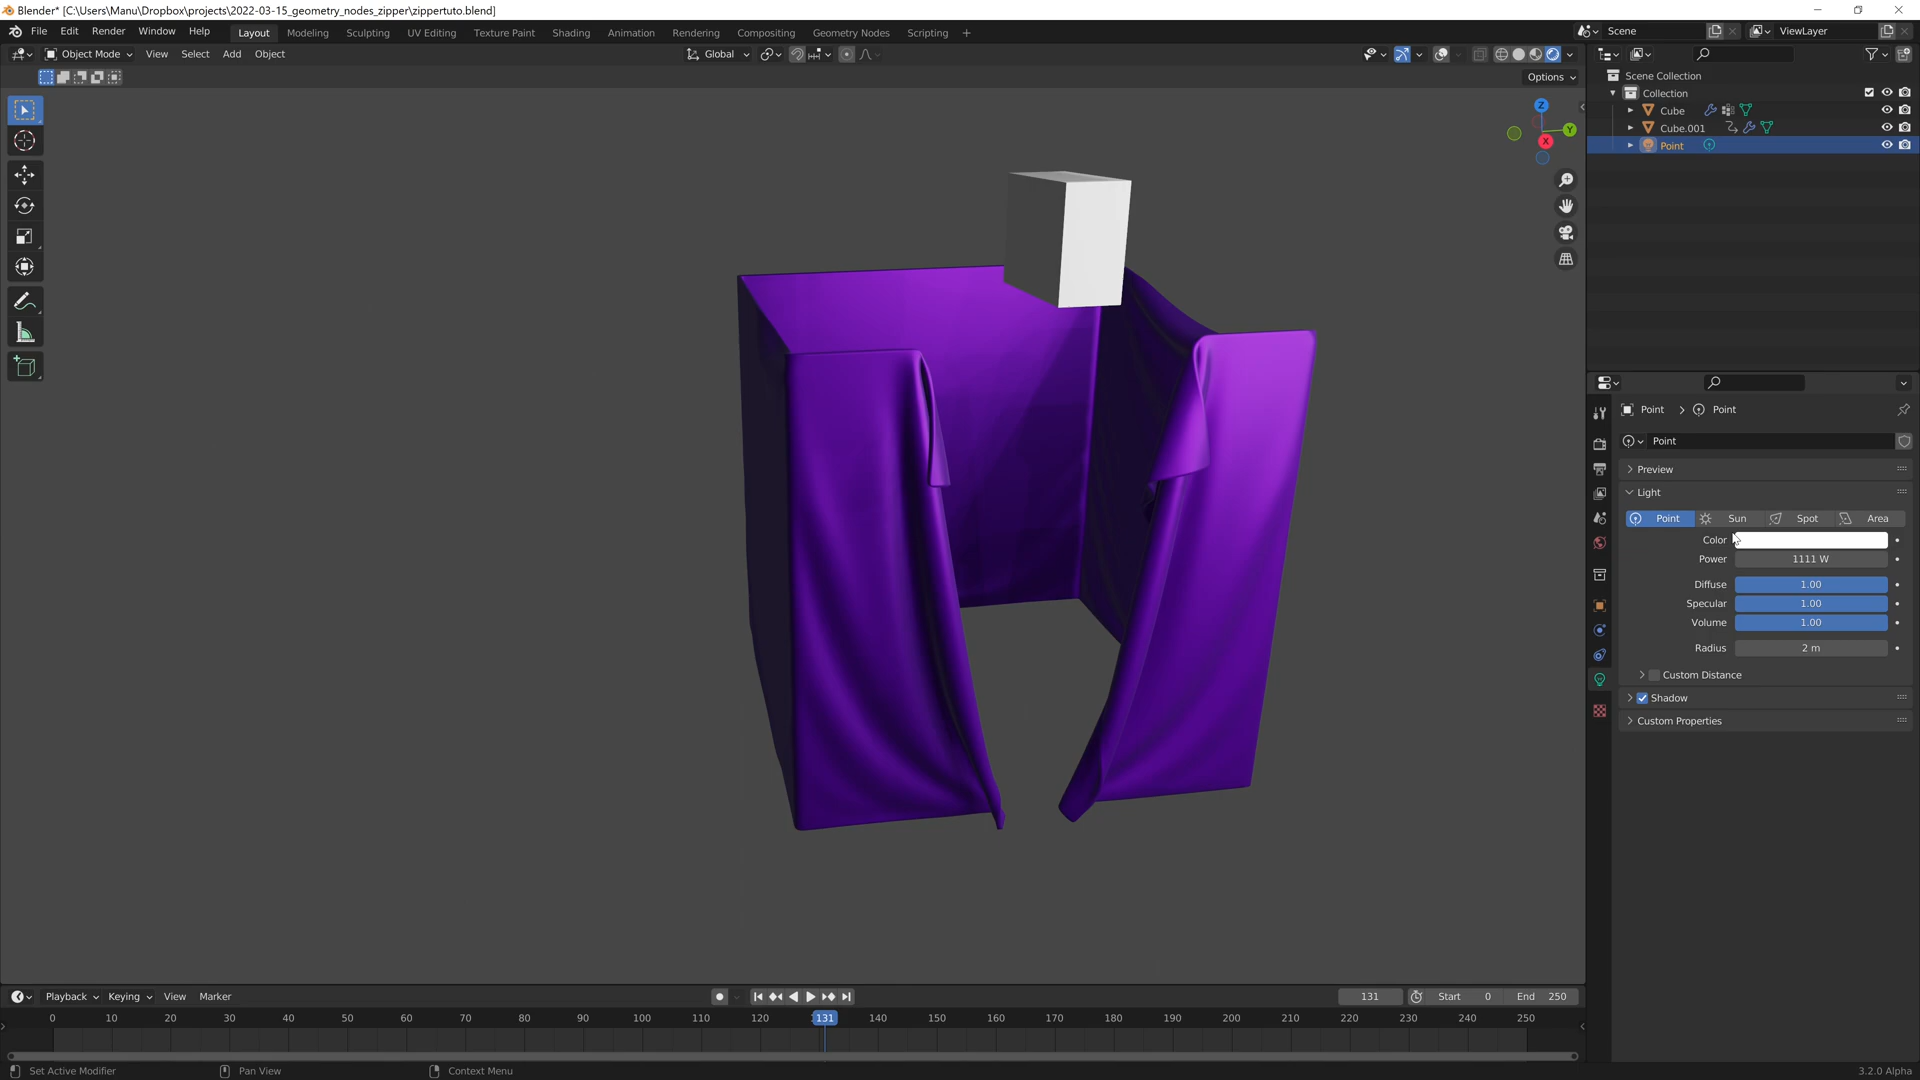 Blender* [C:\Users\Manu\Dropbox\projects\2022-03-15_geometry_nodes_zipper\zippertuto.blend]
File Edit Render Window Help Layout Modeling Sculpting UV Editing Texture Paint Shading Animation Rendering Compositing Geometry Nodes Scripting + Scene ViewLayer
Object Mode View Select Add Object Global
Options
Scene Collection
Collection
Cube
Cube.001
Point
Z
Y
X
Point > Point
Point
Preview
Light
Point Sun Spot Area
Color
Power 1111 W
Diffuse 1.00
Specular 1.00
Volume 1.00
Radius 2 m
Custom Distance
Shadow
Custom Properties
Playback Keying View Marker 131 Start 0 End 250
0 10 20 30 40 50 60 70 80 90 100 110 120 131 140 150 160 170 180 190 200 210 220 230 240 250
Set Active Modifier Pan View Context Menu 3.2.0 Alpha